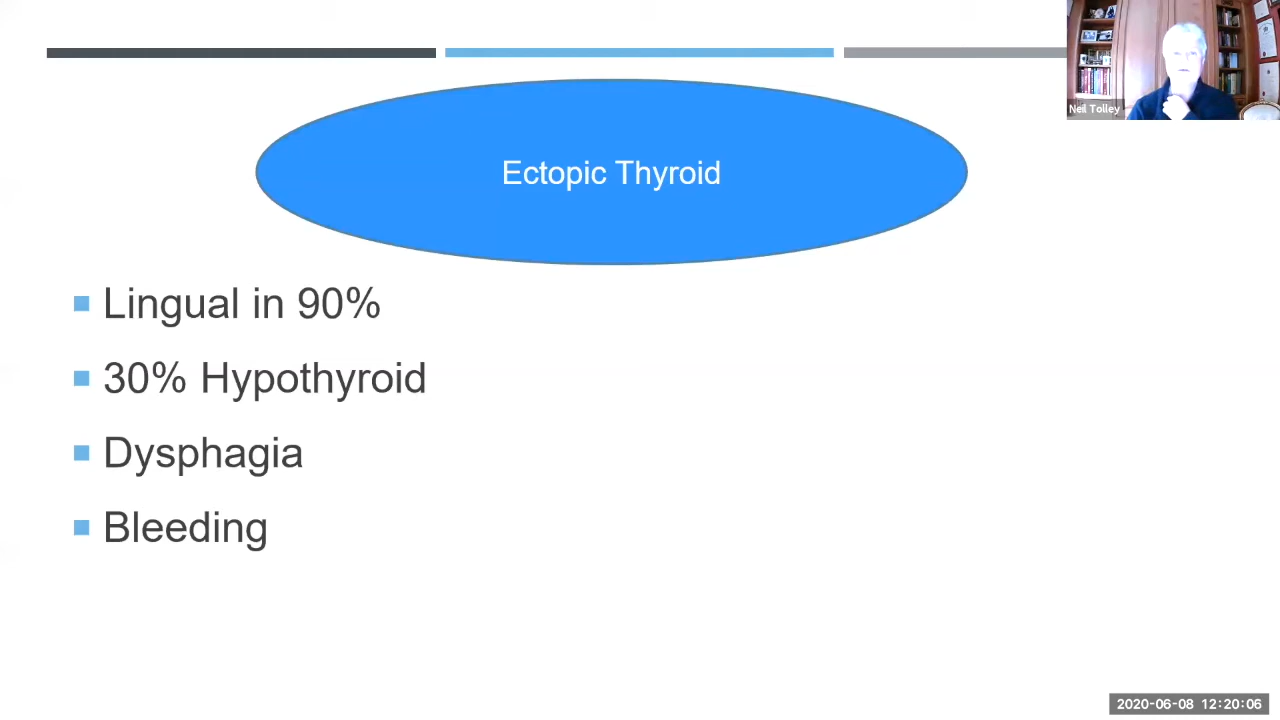 Neil Tolley
Ectopic Thyroid
Lingual in 90%
30% Hypothyroid
Dysphagia
Bleeding
2020-06-08 12:20:06